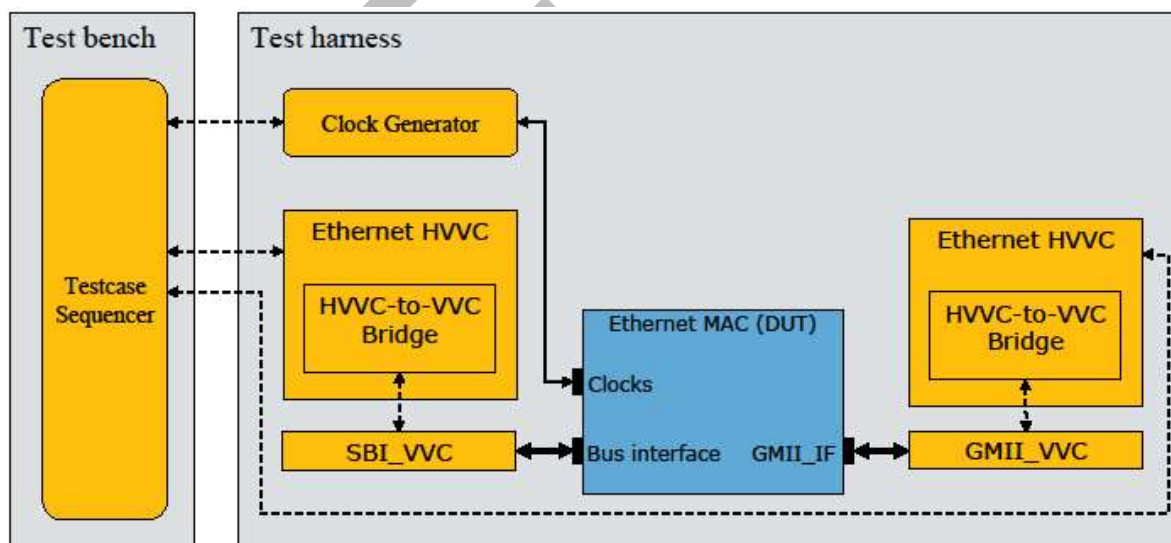 Test bench
Testcase
Sequencer
Test harness
Clock Generator
Ethernet HVVC
HVVC-to-VVC
Bridge
SBI_VVC
Ethernet MAC (DUT)
Clocks
Bus interface
GMII_IF
Ethernet HVVC
HVVC-to-VVC
Bridge
GMII_VVC